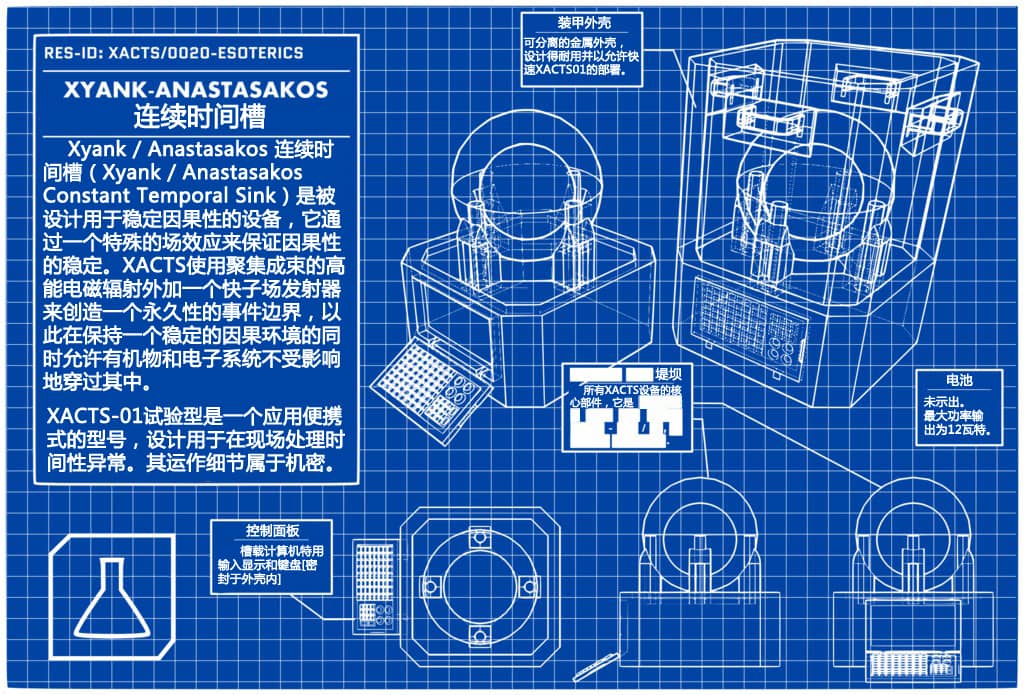 RES-ID: XACTS/0020-ESOTERICS
XYANK-ANASTASAKOS
连续时间槽
Xyank / Anastasakos 连续时
间槽（Xyank / Anastasakos
Constant Temporal Sink）是被
设计用于稳定因果性的设备，它通
过一个特殊的场效应来保证因果性
的稳定。XACTS使用聚集成束的高
能电磁辐射外加一个快子场发射器
来创造一个永久性的事件边界，以
此在保持一个稳定的因果环境的同
时允许有机物和电子系统不受影响
地穿过其中。
XACTS-01试验型是一个应用便携
式的型号，设计用于在现场处理时
间性异常。其运作细节属于机密。
装甲外壳
可分离的金属外壳，
设计得耐用并以允许快
速XACTS01的部署。
堤坝
所有XACTS设备的核
心部件，它是
电池
未示出。
最大功率输
出为12瓦特。
控制面板
槽载计算机特用
输入显示和键盘[密
封于外壳内]